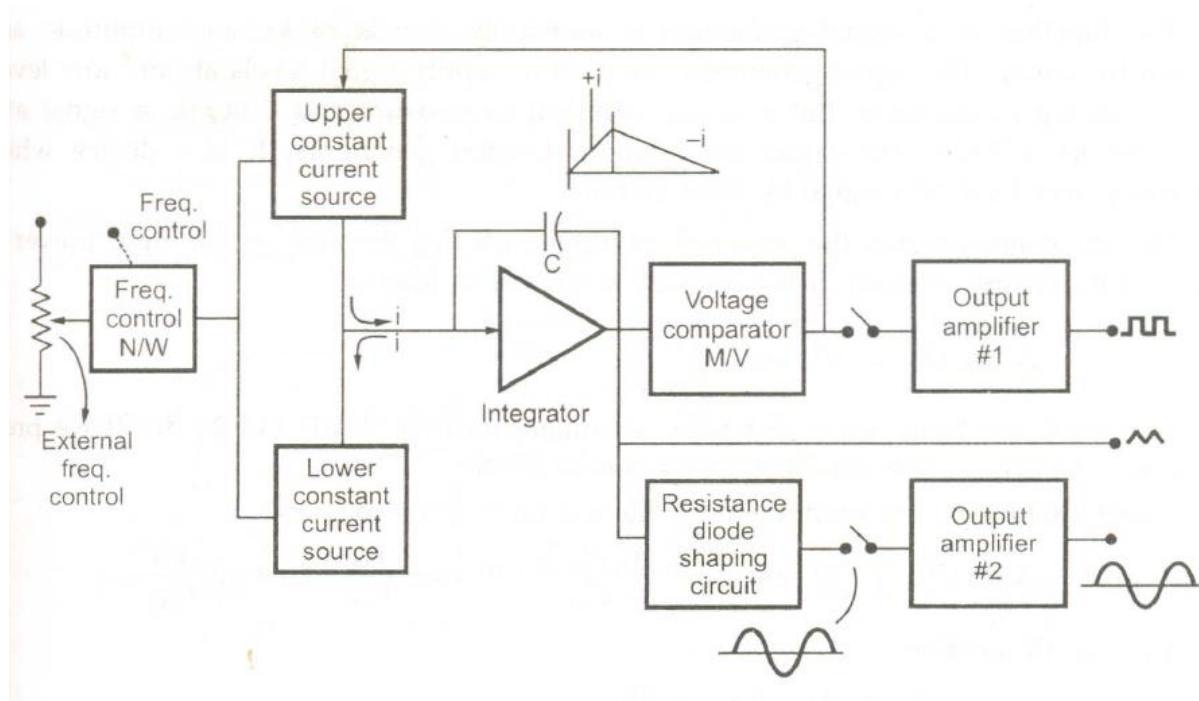 +i
–i
Upper
constant
current
source
Freq.
control
Freq.
control
N/W
External
freq.
control
i
i
C
Integrator
Voltage
comparator
M/V
Output
amplifier
#1
Lower
constant
current
source
Resistance
diode
shaping
circuit
Output
amplifier
#2